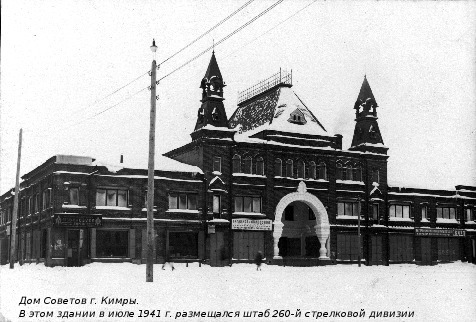 Дом Советов г. Кимры.
В этом здании в июле 1941 г. размещался штаб 260-й стрелковой дивизии